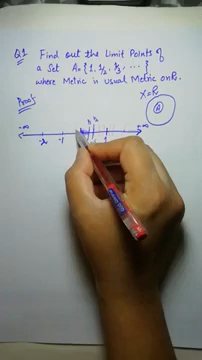 Q1 Find out the Limit Points of
a Set A={1, 1/2, 1/3, ...}
where Metric is usual Metric on R.
Proof:
X=R
A
-∞ -2 -1 1 ∞